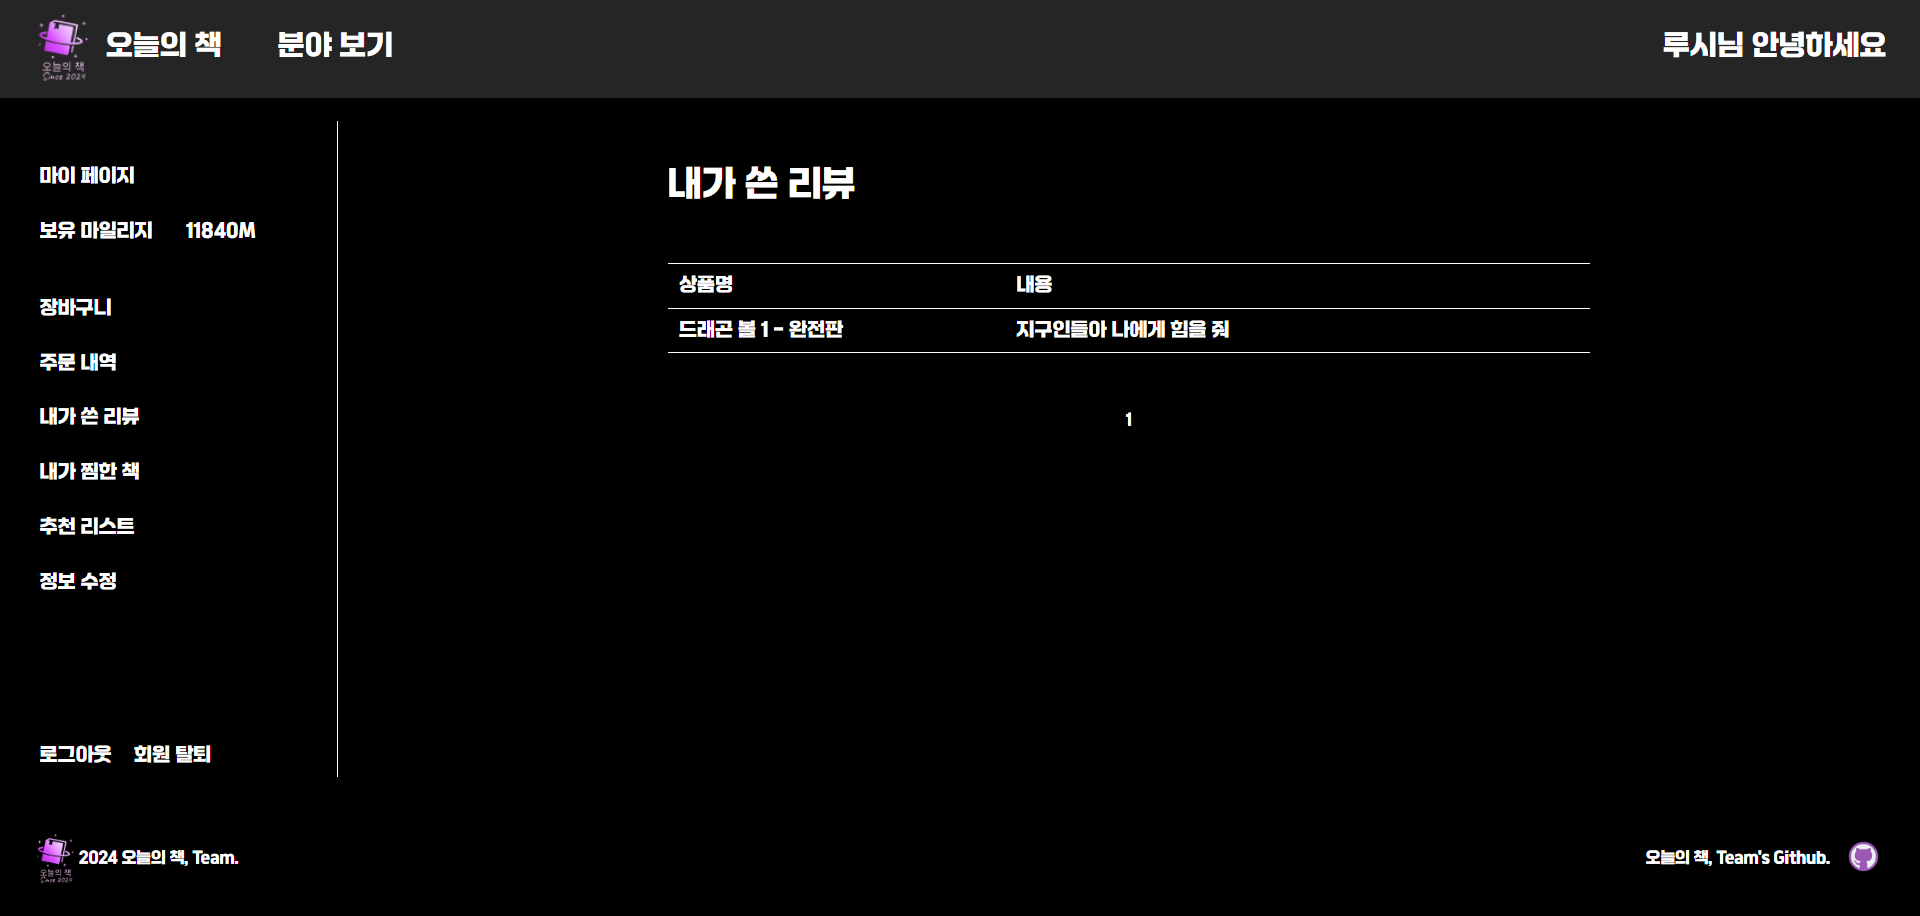 오늘의 책
Since 2024
오늘의 책 분야 보기 루시님 안녕하세요
마이 페이지
보유 마일리지 11840M
장바구니
주문 내역
내가 쓴 리뷰
내가 찜한 책
추천 리스트
정보 수정
로그아웃 회원 탈퇴
내가 쓴 리뷰
상품명 내용
드래곤 볼 1 - 완전판 지구인들아 나에게 힘을 줘
1
오늘의 책
Since 2024
2024 오늘의 책, Team.
오늘의 책, Team's Github.